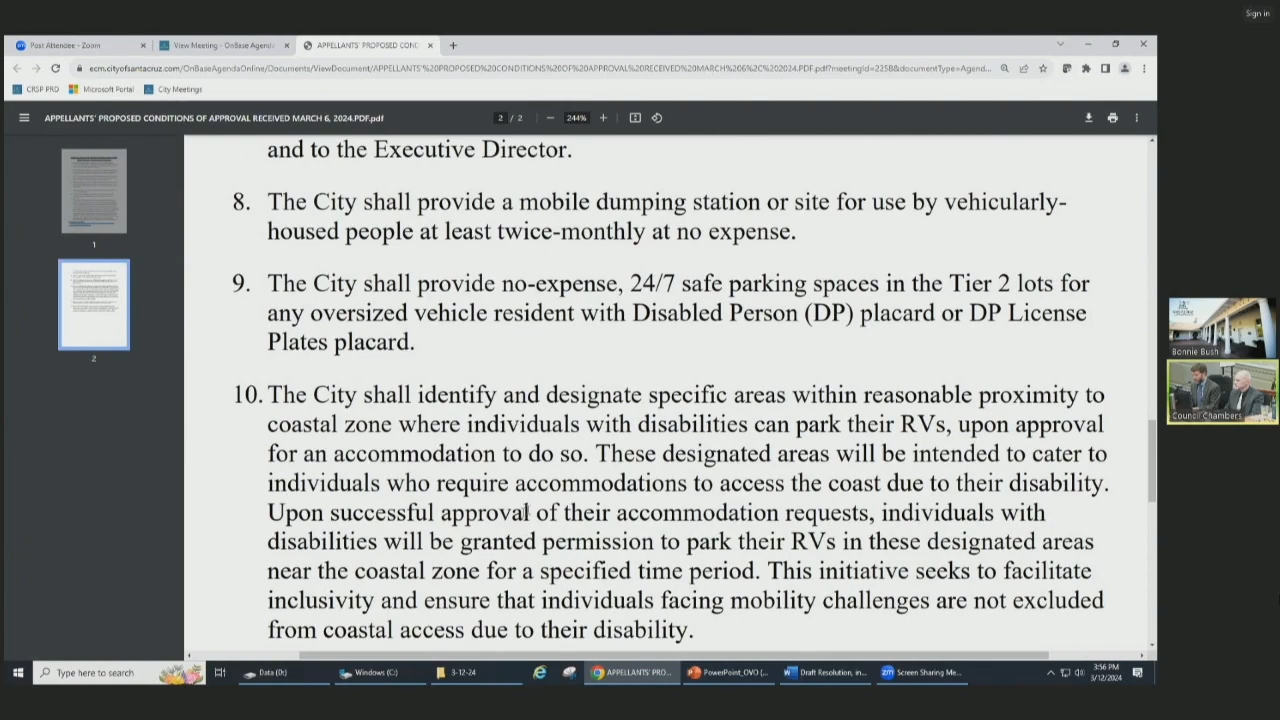 Sign in
Post Attendee - Zoom
View Meeting - OnBase Agenda
APPELLANTS' PROPOSED CONC
ecm.cityofsantacruz.com/OnBaseAgendaOnline/Documents/ViewDocument/APPELLANTS'%20PROPOSED%20CONDITIONS%20OF%20APPROVAL%20RECEIVED%20MARCH%206%2C%202024.PDF.pdf?meetingId=2258&documentType=Agend...
CRSP PRO Microsoft Portal City Meetings
APPELLANTS' PROPOSED CONDITIONS OF APPROVAL RECEIVED MARCH 6, 2024.PDF.pdf
2 / 2
244%
1
2
and to the Executive Director.
8. The City shall provide a mobile dumping station or site for use by vehicularly-
housed people at least twice-monthly at no expense.
9. The City shall provide no-expense, 24/7 safe parking spaces in the Tier 2 lots for
any oversized vehicle resident with Disabled Person (DP) placard or DP License
Plates placard.
10. The City shall identify and designate specific areas within reasonable proximity to
coastal zone where individuals with disabilities can park their RVs, upon approval
for an accommodation to do so. These designated areas will be intended to cater to
individuals who require accommodations to access the coast due to their disability.
Upon successful approval of their accommodation requests, individuals with
disabilities will be granted permission to park their RVs in these designated areas
near the coastal zone for a specified time period. This initiative seeks to facilitate
inclusivity and ensure that individuals facing mobility challenges are not excluded
from coastal access due to their disability.
Bonnie Bush
Council Chambers
Type here to search
Data (D:)
Windows (C:)
3-12-24
APPELLANTS' PRO...
PowerPoint_OVO (...
Draft Resolution, in...
Screen Sharing Me...
3:56 PM
3/12/2024